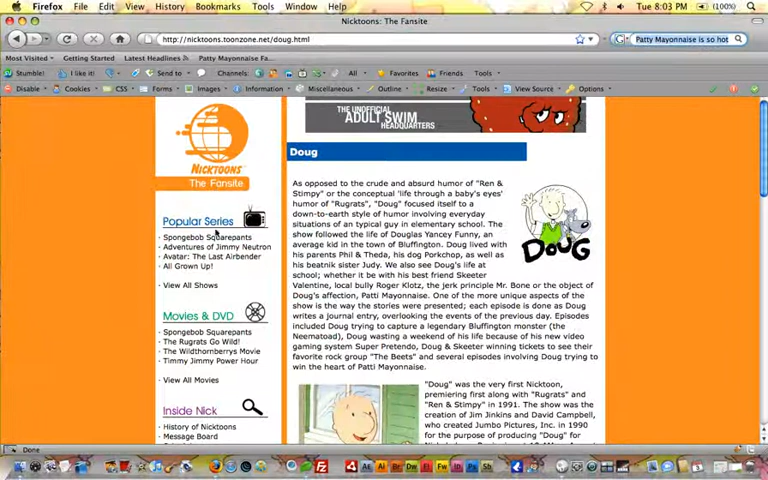 Firefox File Edit View History Bookmarks Tools Window Help Tue 8:03 PM (100%)
Nicktoons: The Fansite
http://nicktoons.toonzone.net/doug.html
Patty Mayonnaise is so hot
Most Visited Getting Started Latest Headlines Patty Mayonnaise Fa...
Stumble! I like it! Send to Channels: All Favorites Friends Tools
Disable Cookies CSS Forms Images Information Miscellaneous Outline Resize Tools View Source Options
THE UNOFFICIAL
ADULT SWIM
HEADQUARTERS
NICKTOONS
The Fansite
Popular Series
· Spongebob Squarepants
· Adventures of Jimmy Neutron
· Avatar: The Last Airbender
· All Grown Up!
· View All Shows
Movies & DVD
· Spongebob Squarepants
· The Rugrats Go Wild!
· The Wildthornberrys Movie
· Timmy Jimmy Power Hour
· View All Movies
Inside Nick
· History of Nicktoons
· Message Board
Doug
As opposed to the crude and absurd humor of "Ren &
Stimpy" or the conceptual 'life through a baby's eyes'
humor of "Rugrats", "Doug" focused itself to a
down-to-earth style of humor involving everyday
situations of an typical guy in elementary school. The
show followed the life of Douglas Yancey Funny, an
average kid in the town of Bluffington. Doug lived with
his parents Phil & Theda, his dog Porkchop, as well as
his beatnik sister Judy. We also see Doug's life at
school; whether it be with his best friend Skeeter
Valentine, local bully Roger Klotz, the jerk principle Mr. Bone or the object of
Doug's affection, Patti Mayonnaise. One of the more unique aspects of the
show is the way the stories were presented; each episode is done as Doug
writes a journal entry, overlooking the events of the previous day. Episodes
included Doug trying to capture a legendary Bluffington monster (the
Neematoad), Doug wasting a weekend of his life because of his new video
gaming system Super Pretendo, Doug & Skeeter winning tickets to see their
favorite rock group "The Beets" and several episodes involving Doug trying to
win the heart of Patti Mayonnaise.
DOUG
"Doug" was the very first Nicktoon,
premiering first along with "Rugrats" and
"Ren & Stimpy" in 1991. The show was the
creation of Jim Jinkins and David Campbell,
who created Jumbo Pictures, Inc. in 1990
for the purpose of producing "Doug" for
Done